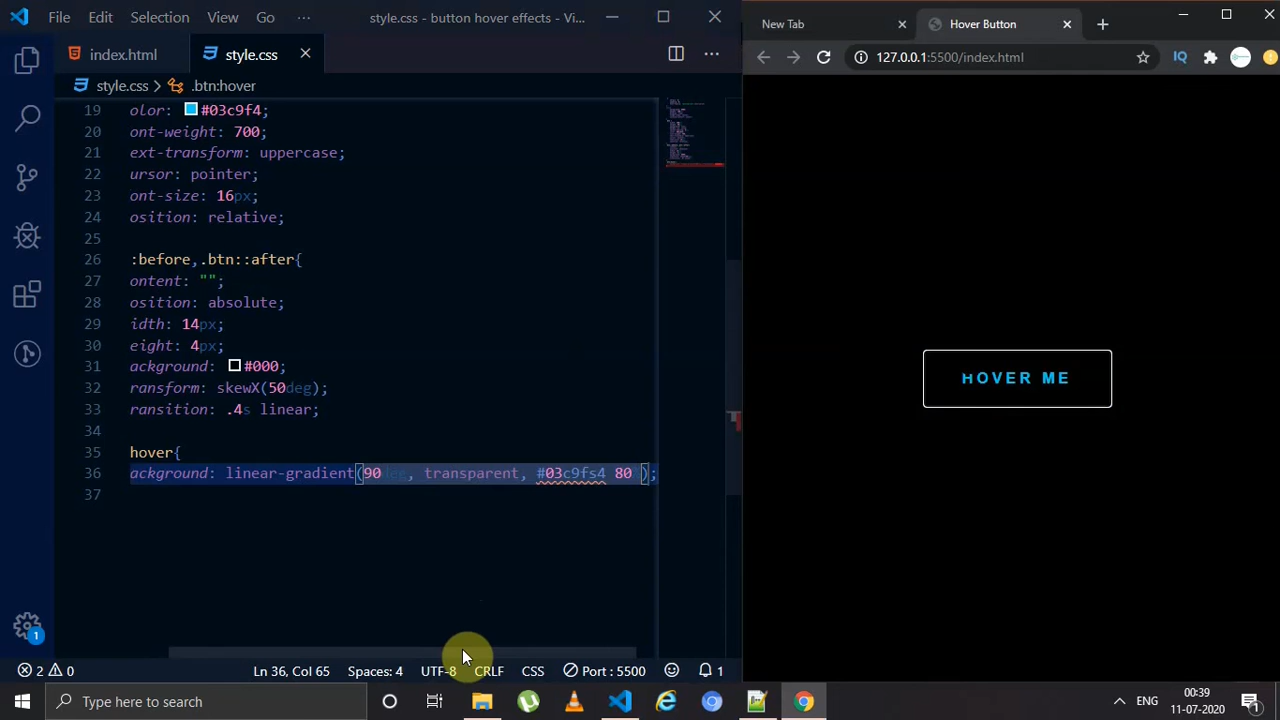 File Edit Selection View Go ··· style.css - button hover effects - Vi...
index.html style.css
style.css > .btn:hover
19 olor: #03c9f4;
20 ont-weight: 700;
21 ext-transform: uppercase;
22 ursor: pointer;
23 ont-size: 16px;
24 osition: relative;
25
26 :before,.btn::after{
27 ontent: "";
28 osition: absolute;
29 idth: 14px;
30 eight: 4px;
31 ackground: #000;
32 ransform: skewX(50deg);
33 ransition: .4s linear;
34
35 hover{
36 ackground: linear-gradient(90deg, transparent, #03c9fs4 80%);
37
2 0 Ln 36, Col 65 Spaces: 4 UTF-8 CRLF CSS Port : 5500 1
1
New Tab Hover Button
127.0.0.1:5500/index.html IQ
HOVER ME
Type here to search
ENG 00:39
11-07-2020